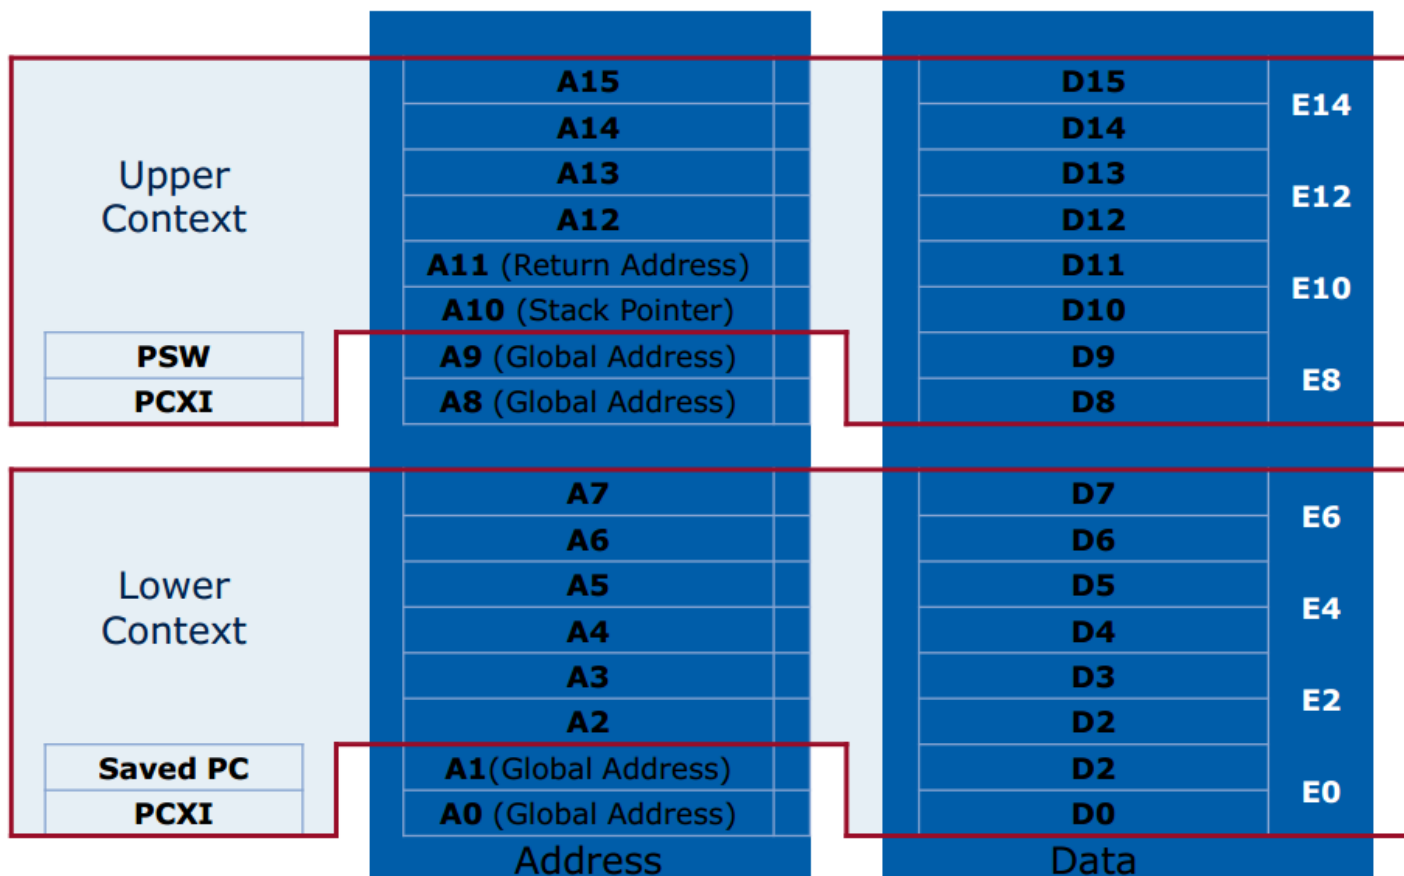 A15
D15
E14
A14
D14
Upper
Context
A13
D13
E12
A12
D12
A11 (Return Address)
D11
E10
A10 (Stack Pointer)
D10
PSW
A9 (Global Address)
D9
E8
PCXI
A8 (Global Address)
D8
A7
D7
E6
A6
D6
Lower
Context
A5
D5
E4
A4
D4
A3
D3
E2
A2
D2
Saved PC
A1(Global Address)
D2
E0
PCXI
A0 (Global Address)
D0
Address
Data